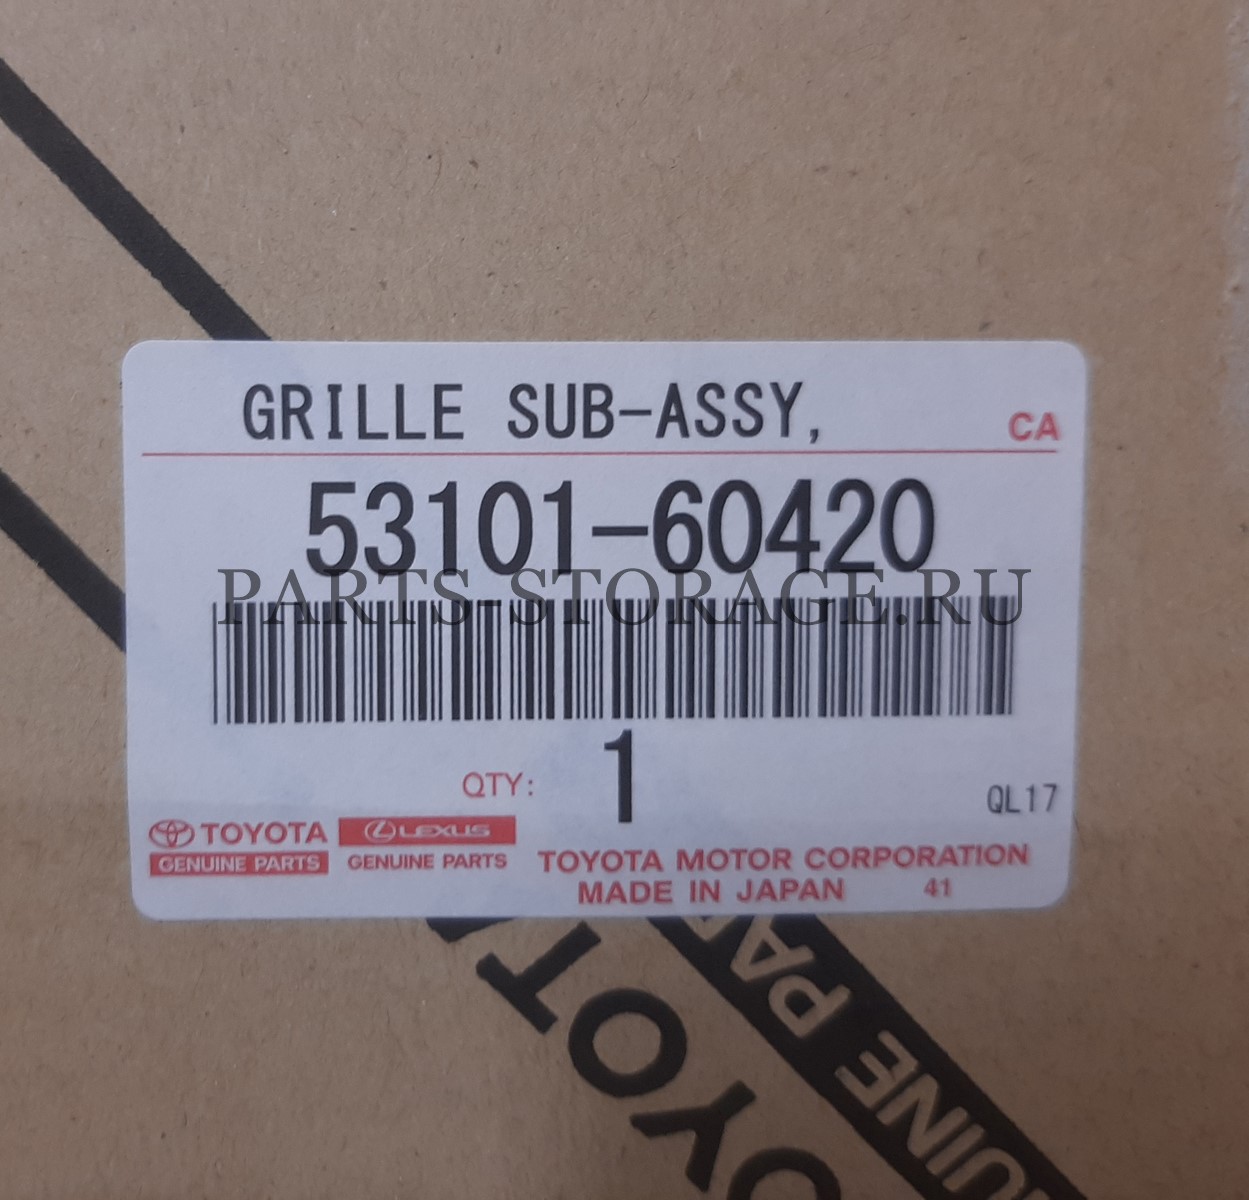 GRILLE SUB-ASSY,
CA
53101-60420
PARTS-STORAGE.RU
QTY: 1
QL17
TOYOTA
GENUINE PARTS
LEXUS
GENUINE PARTS
TOYOTA MOTOR CORPORATION
MADE IN JAPAN 41